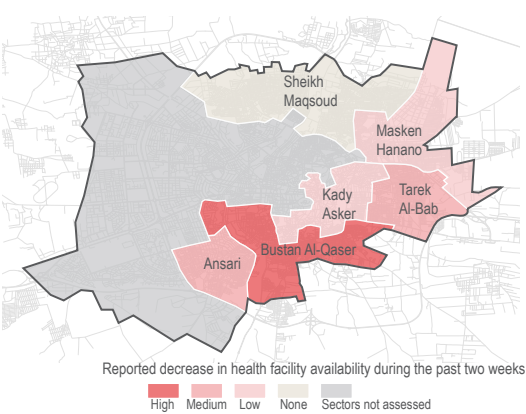 Sheikh
Maqsoud
Masken
Hanano
Kady
Asker
Tarek
Al-Bab
Bustan Al-Qaser
Ansari
Reported decrease in health facility availability during the past two weeks
High Medium Low None Sectors not assessed